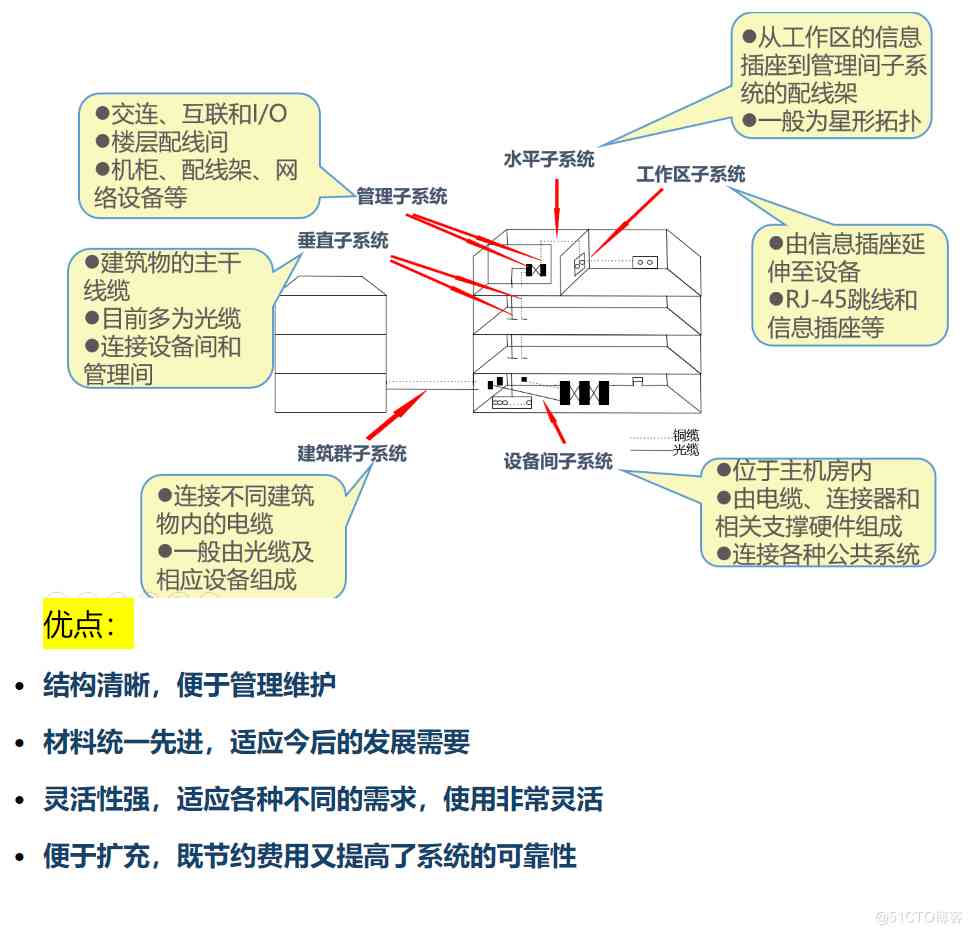 ●从工作区的信息
插座到管理间子系
统的配线架
●一般为星形拓扑
●交连、互联和I/O
●楼层配线间
●机柜、配线架、网
络设备等
水平子系统
工作区子系统
管理子系统
垂直子系统
●由信息插座延
伸至设备
●RJ-45跳线和
信息插座等
●建筑物的主干
线缆
●目前多为光缆
●连接设备间和
管理间
铜缆
光缆
建筑群子系统
设备间子系统
●位于主机房内
●由电缆、连接器和
相关支撑硬件组成
●连接各种公共系统
●连接不同建筑
物内的电缆
●一般由光缆及
相应设备组成
优点：
• 结构清晰，便于管理维护
• 材料统一先进，适应今后的发展需要
• 灵活性强，适应各种不同的需求，使用非常灵活
• 便于扩充，既节约费用又提高了系统的可靠性
@51CTO博客